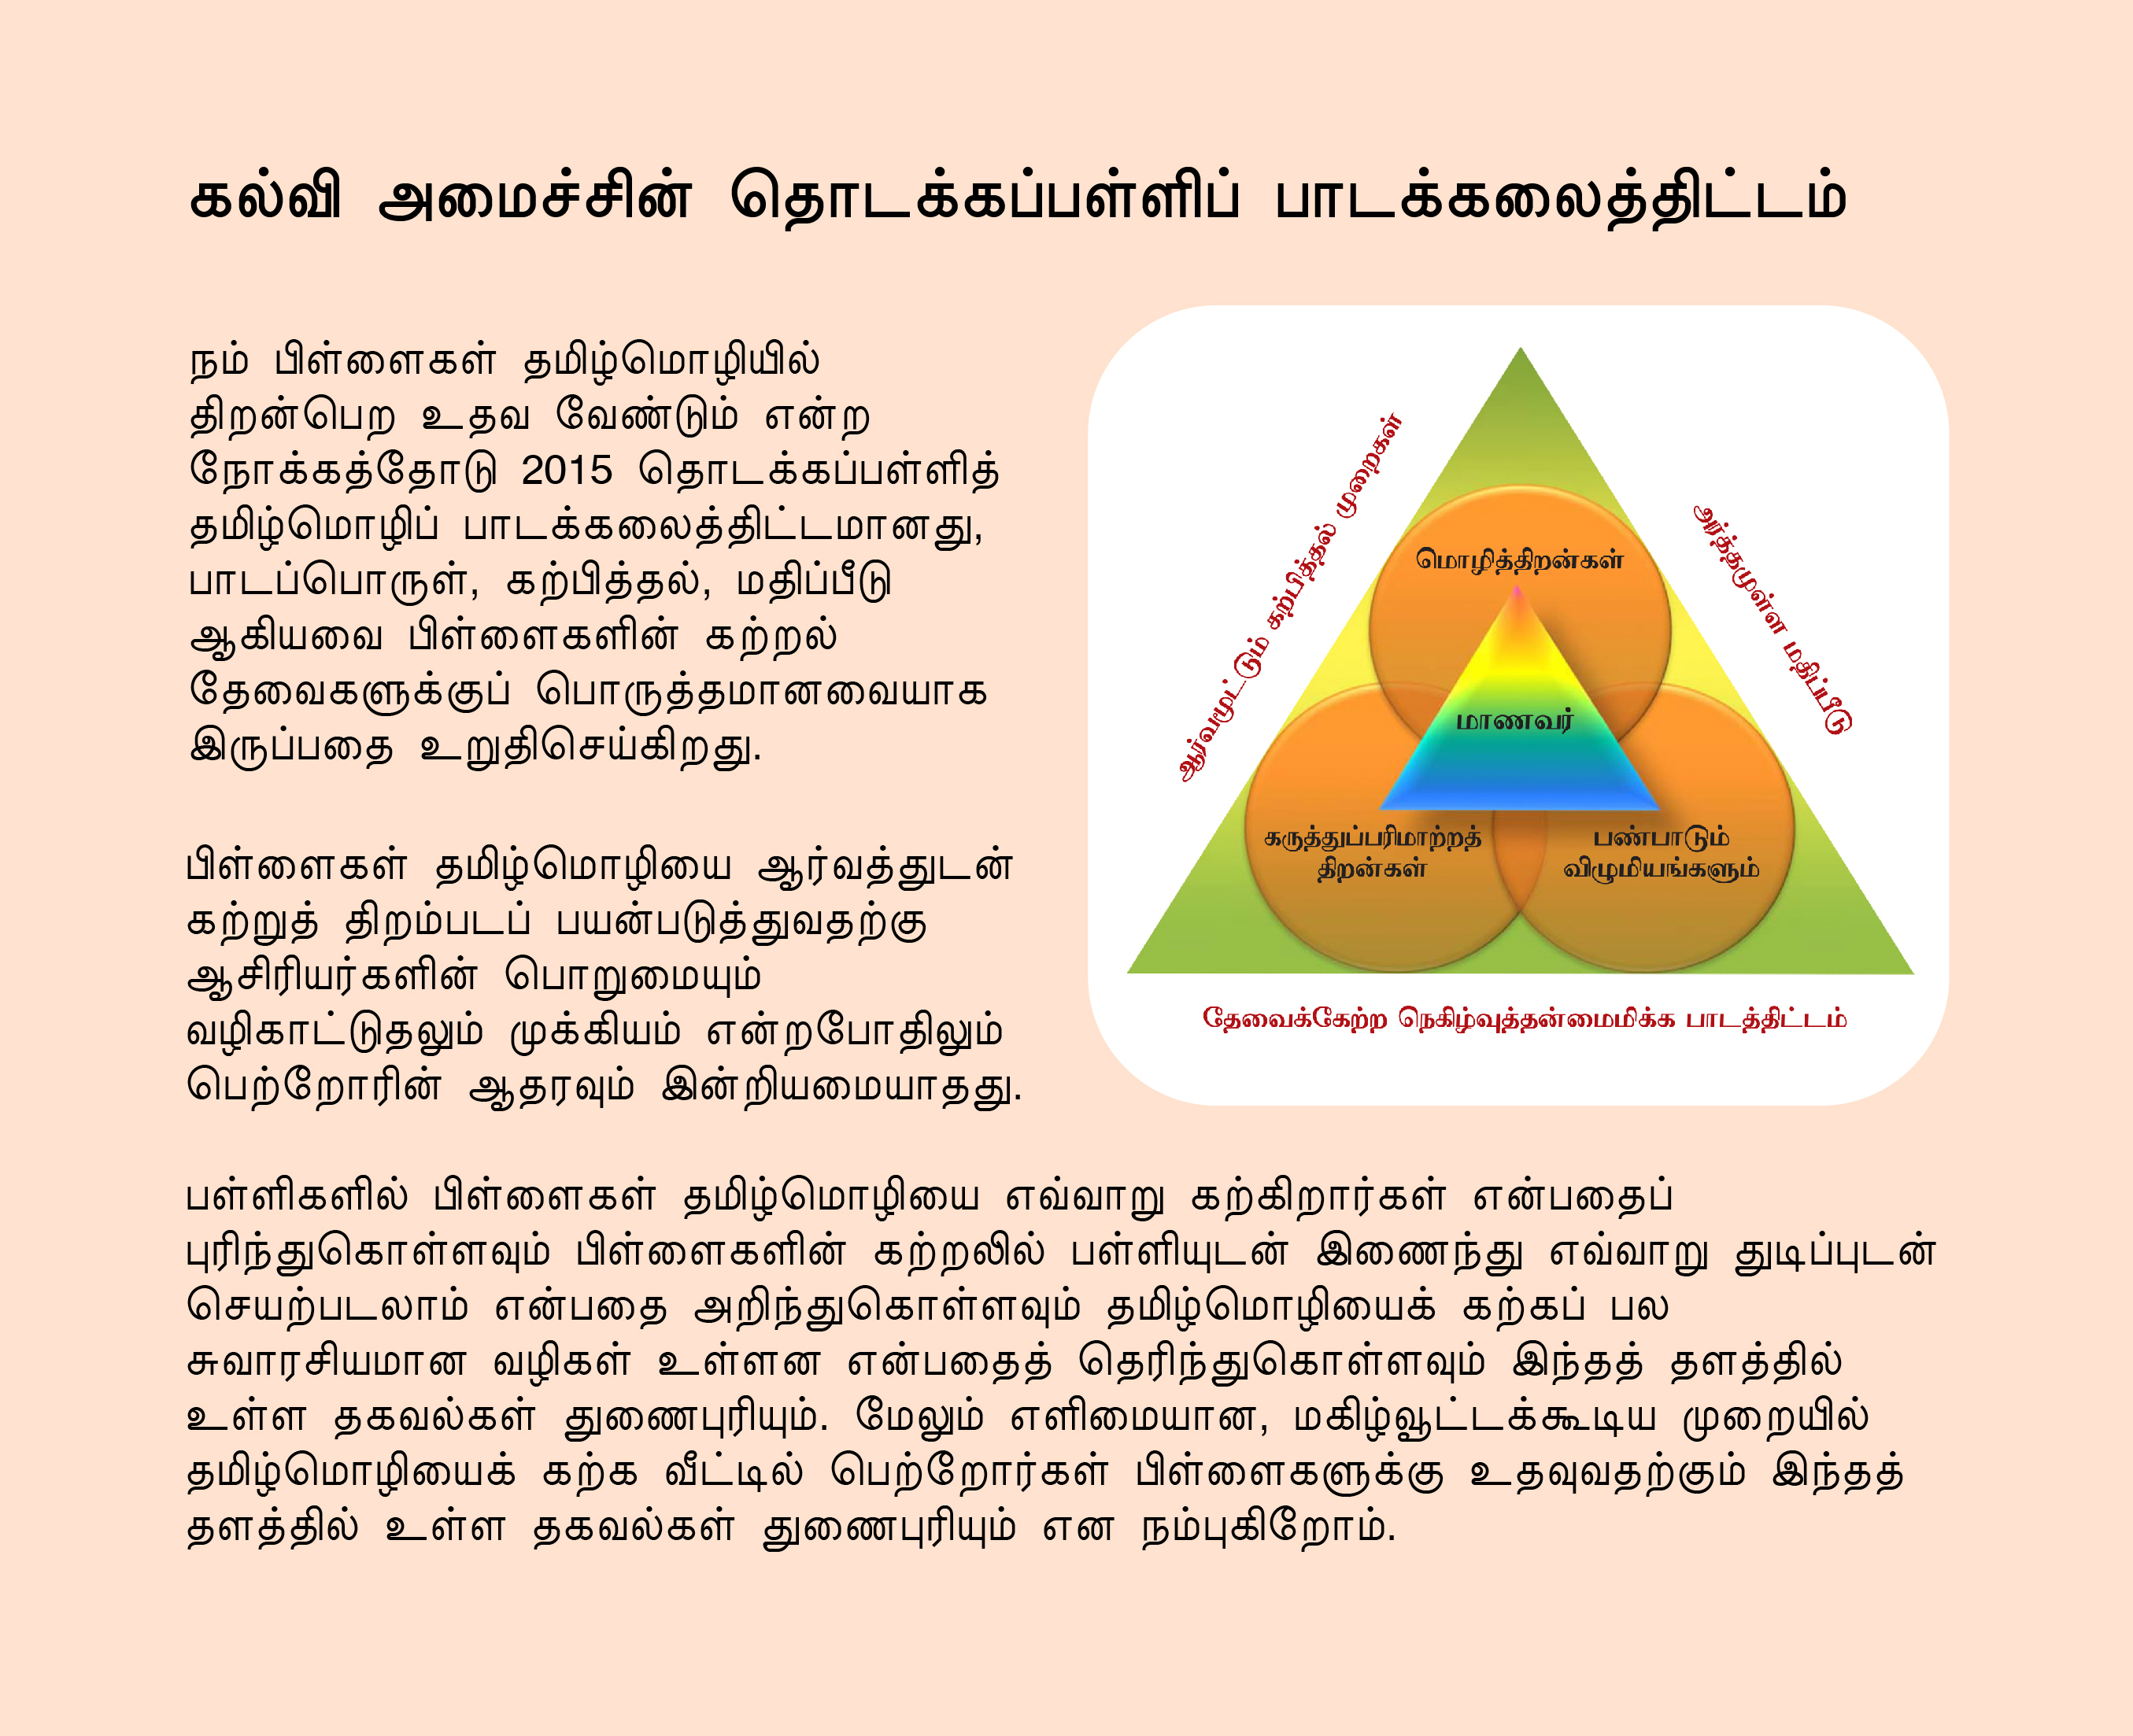 கல்வி அமைச்சின் தொடக்கப்பள்ளிப் பாடக்கலைத்திட்டம்
நம் பிள்ளைகள் தமிழ்மொழியில்
திறன்பெற உதவ வேண்டும் என்ற
நோக்கத்தோடு 2015 தொடக்கப்பள்ளித்
தமிழ்மொழிப் பாடக்கலைத்திட்டமானது,
பாடப்பொருள், கற்பித்தல், மதிப்பீடு
ஆகியவை பிள்ளைகளின் கற்றல்
தேவைகளுக்குப் பொருத்தமானவையாக
இருப்பதை உறுதிசெய்கிறது.
பிள்ளைகள் தமிழ்மொழியை ஆர்வத்துடன்
கற்றுத் திறம்படப் பயன்படுத்துவதற்கு
ஆசிரியர்களின் பொறுமையும்
வழிகாட்டுதலும் முக்கியம் என்றபோதிலும்
பெற்றோரின் ஆதரவும் இன்றியமையாதது.
ஆர்வமூட்டும் கற்பித்தல் முறைகள்
அர்த்தமுள்ள மதிப்பீடு
மொழித்திறன்கள்
மாணவர்
கருத்துப்பரிமாற்றத்
திறன்கள்
பண்பாடும்
விழுமியங்களும்
தேவைக்கேற்ற நெகிழ்வுத்தன்மைமிக்க பாடத்திட்டம்
பள்ளிகளில் பிள்ளைகள் தமிழ்மொழியை எவ்வாறு கற்கிறார்கள் என்பதைப்
புரிந்துகொள்ளவும் பிள்ளைகளின் கற்றலில் பள்ளியுடன் இணைந்து எவ்வாறு துடிப்புடன்
செயற்படலாம் என்பதை அறிந்துகொள்ளவும் தமிழ்மொழியைக் கற்கப் பல
சுவாரசியமான வழிகள் உள்ளன என்பதைத் தெரிந்துகொள்ளவும் இந்தத் தளத்தில்
உள்ள தகவல்கள் துணைபுரியும். மேலும் எளிமையான, மகிழ்வூட்டக்கூடிய முறையில்
தமிழ்மொழியைக் கற்க வீட்டில் பெற்றோர்கள் பிள்ளைகளுக்கு உதவுவதற்கும் இந்தத்
தளத்தில் உள்ள தகவல்கள் துணைபுரியும் என நம்புகிறோம்.